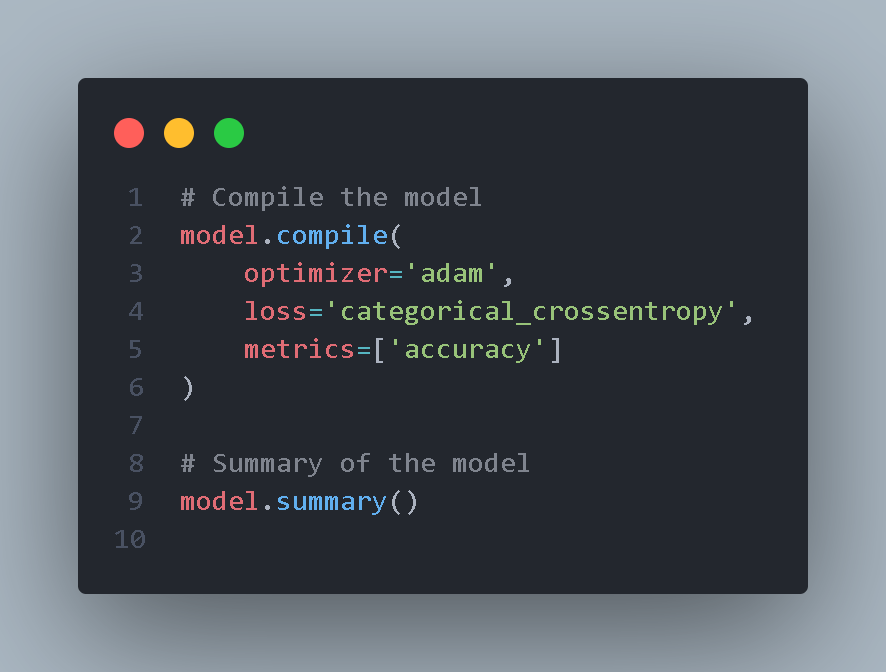 1 # Compile the model
2 model.compile(
3     optimizer='adam',
4     loss='categorical_crossentropy',
5     metrics=['accuracy']
6 )
7
8 # Summary of the model
9 model.summary()
10